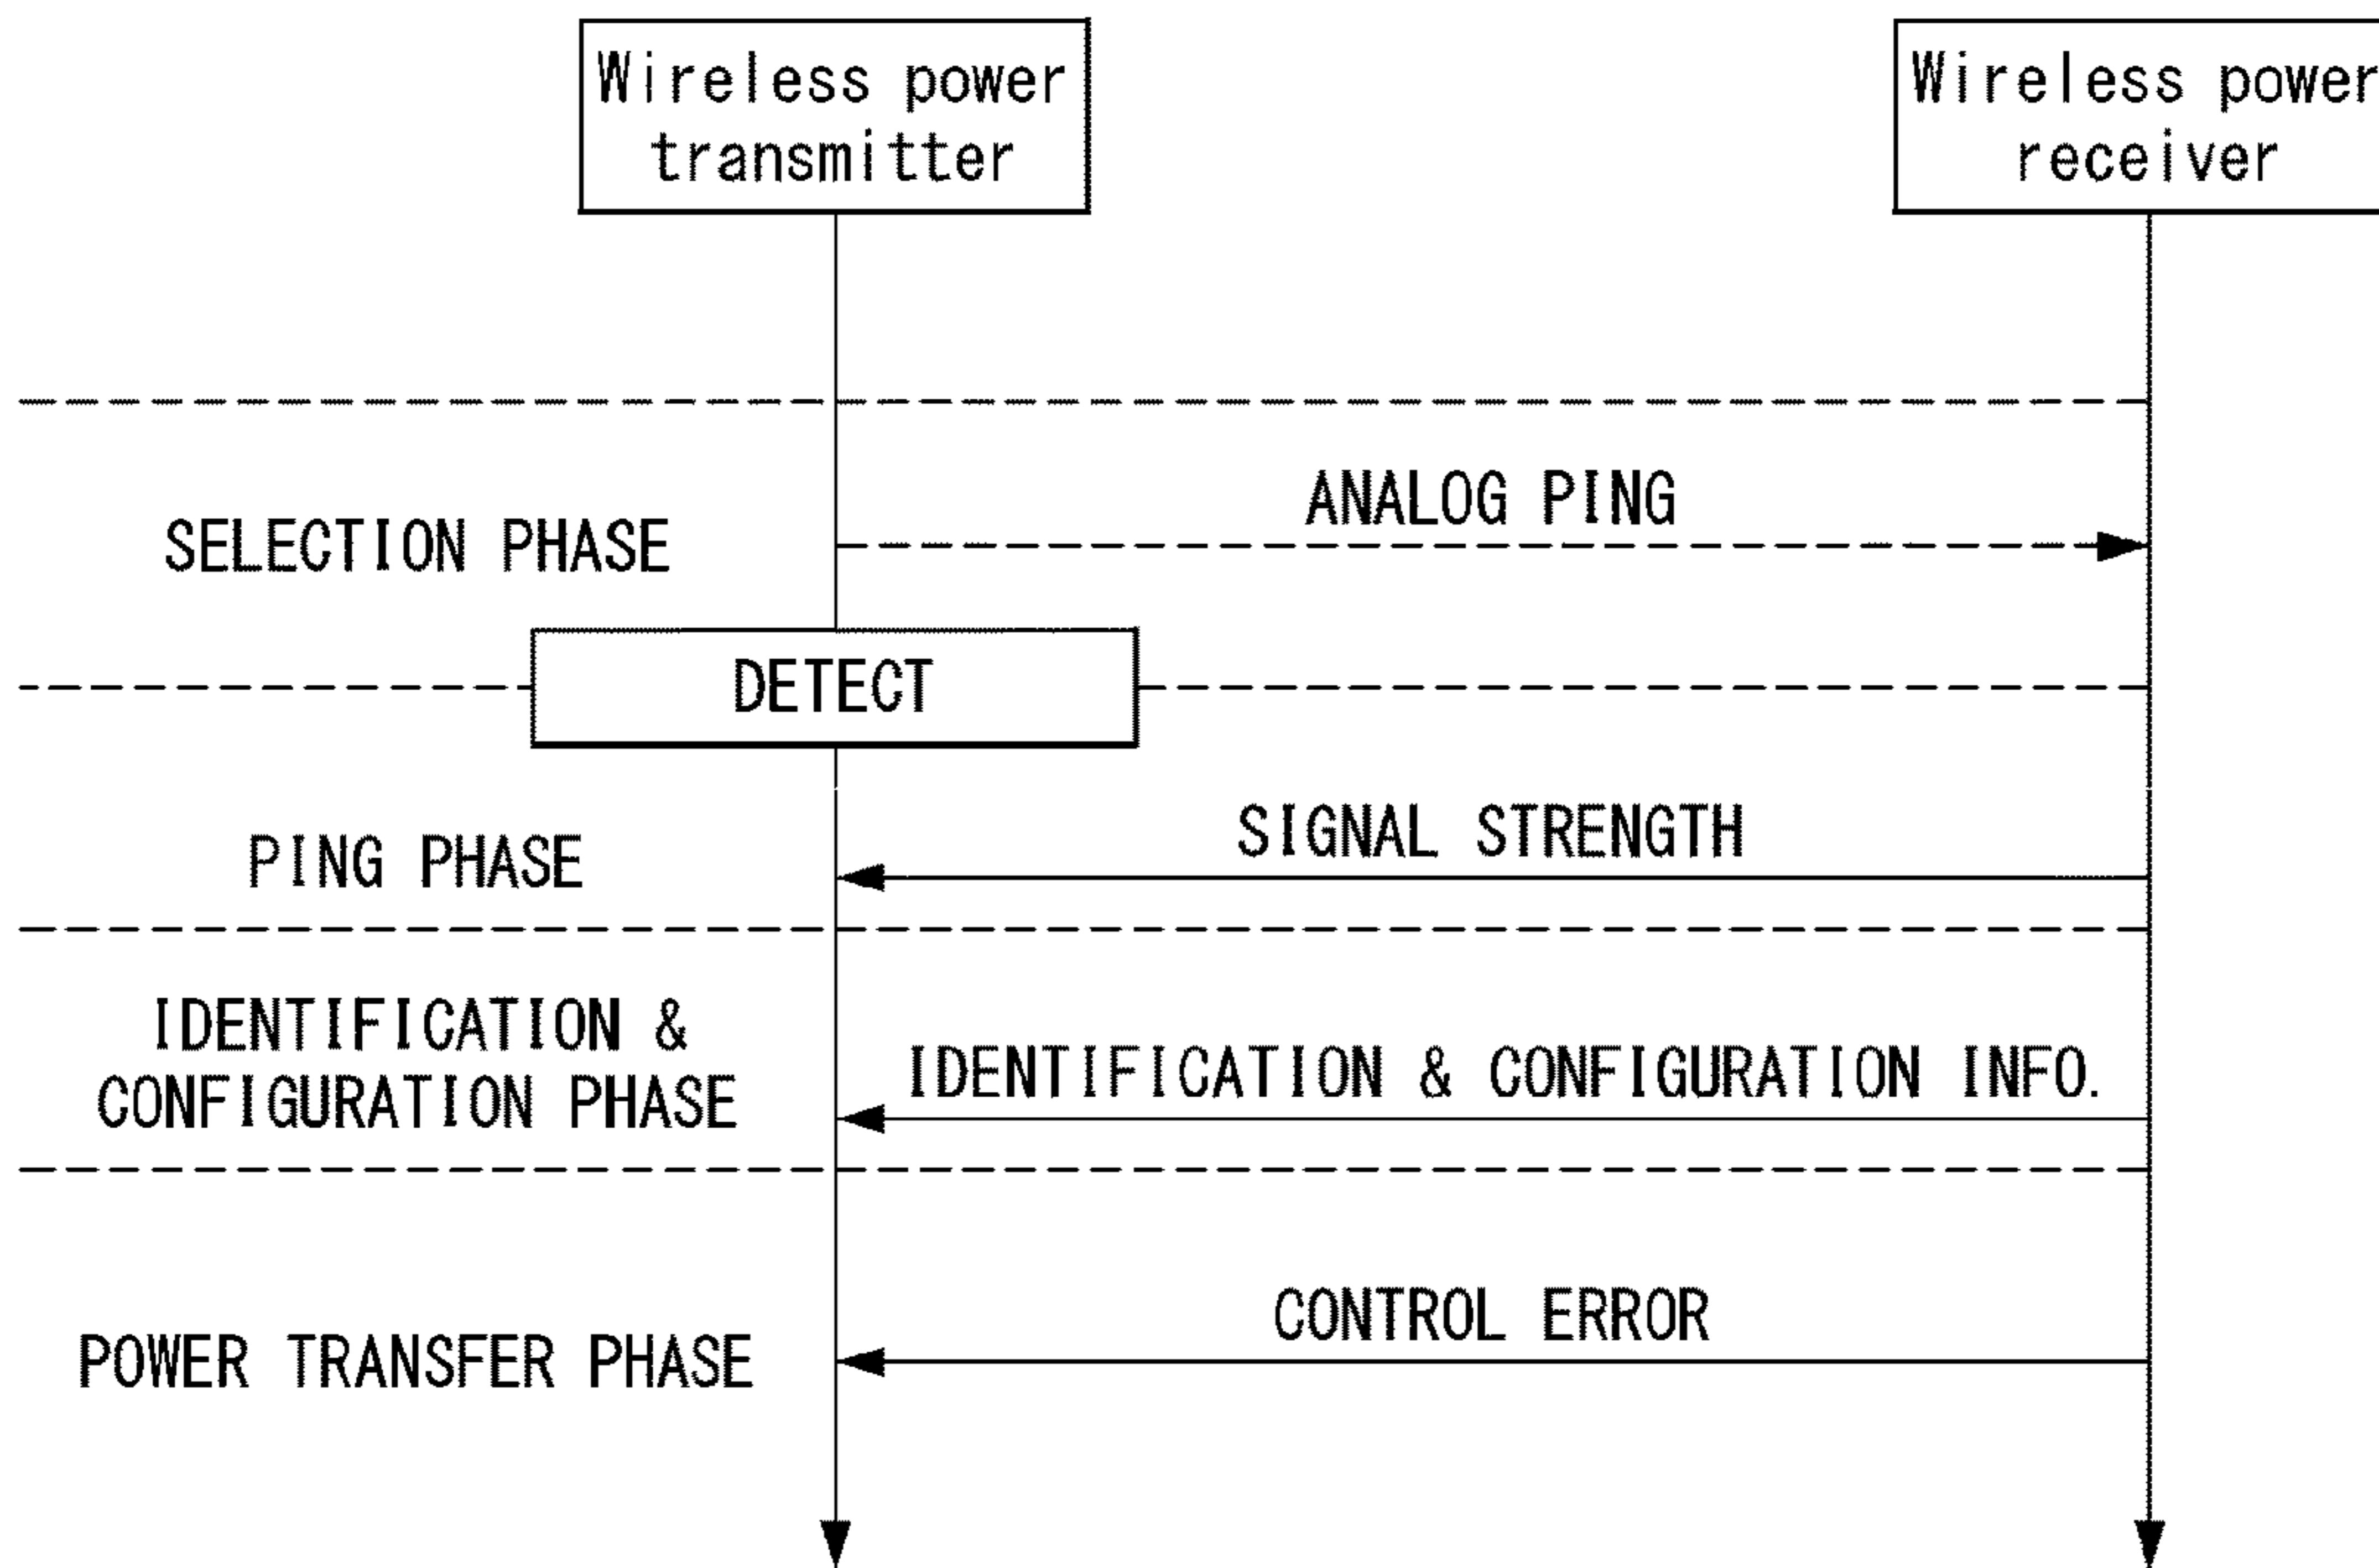 Wireless power
transmitter
Wireless power
receiver
SELECTION PHASE
ANALOG PING
DETECT
PING PHASE
SIGNAL STRENGTH
IDENTIFICATION &
CONFIGURATION PHASE
IDENTIFICATION & CONFIGURATION INFO.
POWER TRANSFER PHASE
CONTROL ERROR